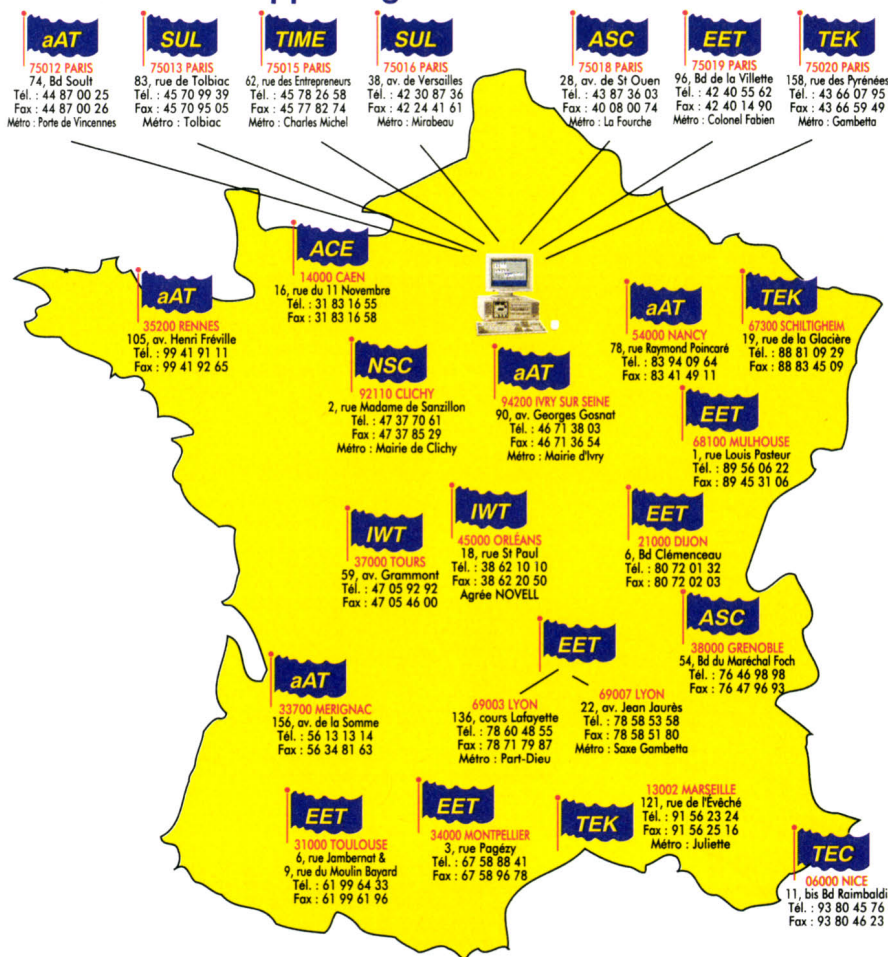 aAT
75012 PARIS
74, Bd Soult
Tél. : 44 87 00 25
Fax : 44 87 00 26
Métro : Porte de Vincennes
SUL
75013 PARIS
83, rue de Tolbiac
Tél. : 45 70 99 39
Fax : 45 70 95 05
Métro : Tolbiac
TIME
75015 PARIS
62, rue des Entrepreneurs
Tél. : 45 78 26 58
Fax : 45 77 82 74
Métro : Charles Michel
SUL
75016 PARIS
38, av. de Versailles
Tél. : 42 30 87 36
Fax : 42 24 41 61
Métro : Mirabeau
ASC
75018 PARIS
28, av. de St Ouen
Tél. : 43 87 36 03
Fax : 40 08 00 74
Métro : La Fourche
EET
75019 PARIS
96, Bd de la Villette
Tél. : 42 40 55 62
Fax : 42 40 14 90
Métro : Colonel Fabien
TEK
75020 PARIS
158, rue des Pyrénées
Tél. : 43 66 07 95
Fax : 43 66 59 49
Métro : Gambetta
aAT
35200 RENNES
105, av. Henri Fréville
Tél. : 99 41 91 11
Fax : 99 41 92 65
ACE
14000 CAEN
16, rue du 11 Novembre
Tél. : 31 83 16 55
Fax : 31 83 16 58
aAT
54000 NANCY
78, rue Raymond Poincaré
Tél. : 83 94 09 64
Fax : 83 41 49 11
TEK
67300 SCHILTIGHEIM
19, rue de la Glacière
Tél. : 88 81 09 29
Fax : 88 83 45 09
NSC
92110 CLICHY
2, rue Madame de Sanzillon
Tél. : 47 37 70 61
Fax : 47 37 85 29
Métro : Mairie de Clichy
aAT
94200 IVRY SUR SEINE
90, av. Georges Gosnat
Tél. : 46 71 38 03
Fax : 46 71 36 54
Métro : Mairie d'Ivry
EET
68100 MULHOUSE
1, rue Louis Pasteur
Tél. : 89 56 06 22
Fax : 89 45 31 06
IWT
37000 TOURS
59, av. Grammont
Tél. : 47 05 92 92
Fax : 47 05 46 00
IWT
45000 ORLÉANS
18, rue St Paul
Tél. : 38 62 10 10
Fax : 38 62 20 50
Agrée NOVELL
EET
21000 DIJON
6, Bd Clémenceau
Tél. : 80 72 01 32
Fax : 80 72 02 03
ASC
38000 GRENOBLE
54, Bd du Maréchal Foch
Tél. : 76 46 98 98
Fax : 76 47 96 93
aAT
33700 MERIGNAC
156, av. de la Somme
Tél. : 56 13 13 14
Fax : 56 34 81 63
EET
69003 LYON
136, cours Lafayette
Tél. : 78 60 48 55
Fax : 78 71 79 87
Métro : Part-Dieu
69007 LYON
22, av. Jean Jaurès
Tél. : 78 58 53 58
Fax : 78 58 51 80
Métro : Saxe Gambetta
EET
31000 TOULOUSE
6, rue Jambernat &
9, rue du Moulin Bayard
Tél. : 61 99 64 33
Fax : 61 99 61 96
EET
34000 MONTPELLIER
3, rue Pagézy
Tél. : 67 58 88 41
Fax : 67 58 96 78
TEK
13002 MARSEILLE
121, rue de l'Évêché
Tél. : 91 56 23 24
Fax : 91 56 25 16
Métro : Juliette
TEC
06000 NICE
11, bis Bd Raimbaldi
Tél. : 93 80 45 76
Fax : 93 80 46 23